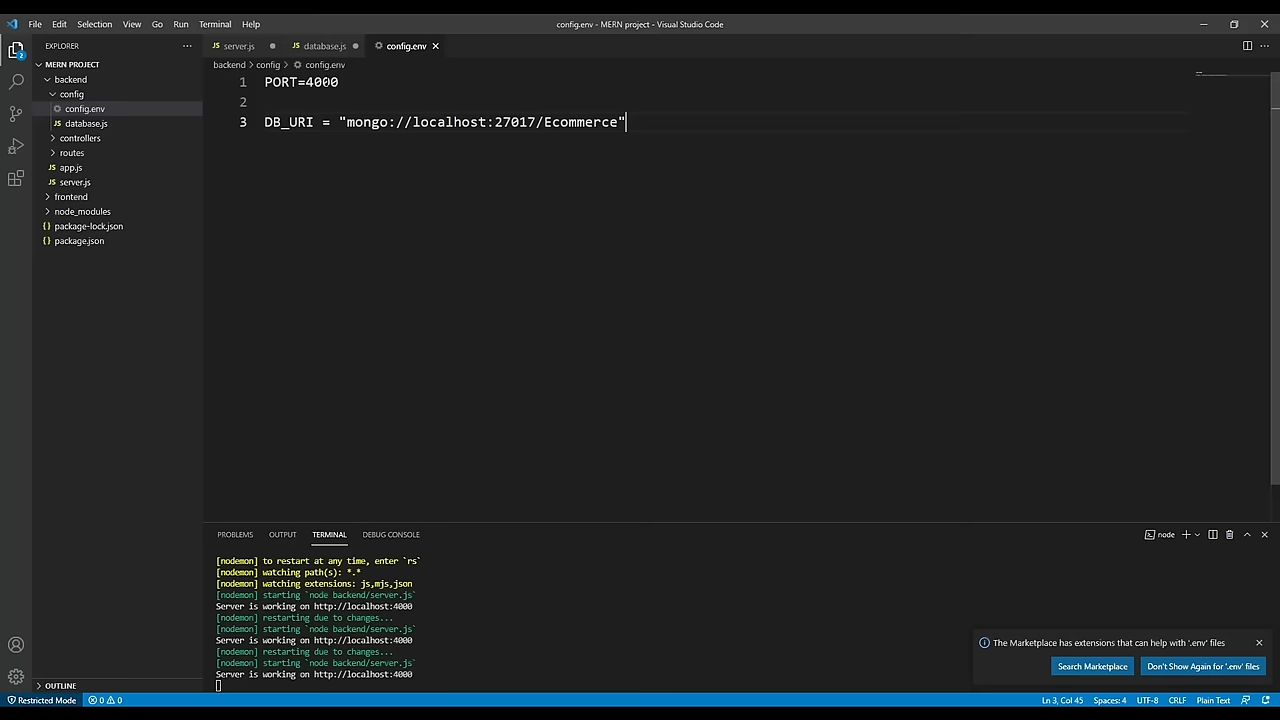 File Edit Selection View Go Run Terminal Help
config.env - MERN project - Visual Studio Code
EXPLORER
server.js
database.js
config.env
MERN PROJECT
backend
config
config.env
database.js
controllers
routes
app.js
server.js
frontend
node_modules
package-lock.json
package.json
OUTLINE
2
backend > config > config.env
1 PORT=4000
2
3 DB_URI = "mongo://localhost:27017/Ecommerce"
PROBLEMS OUTPUT TERMINAL DEBUG CONSOLE
node
[nodemon] to restart at any time, enter `rs`
[nodemon] watching path(s): *.*
[nodemon] watching extensions: js,mjs,json
[nodemon] starting `node backend/server.js`
Server is working on http://localhost:4000
[nodemon] restarting due to changes...
[nodemon] starting `node backend/server.js`
Server is working on http://localhost:4000
[nodemon] restarting due to changes...
[nodemon] starting `node backend/server.js`
Server is working on http://localhost:4000
The Marketplace has extensions that can help with '.env' files
Search Marketplace
Don't Show Again for '.env' files
Restricted Mode 0 0
Ln 3, Col 45 Spaces: 4 UTF-8 CRLF Plain Text